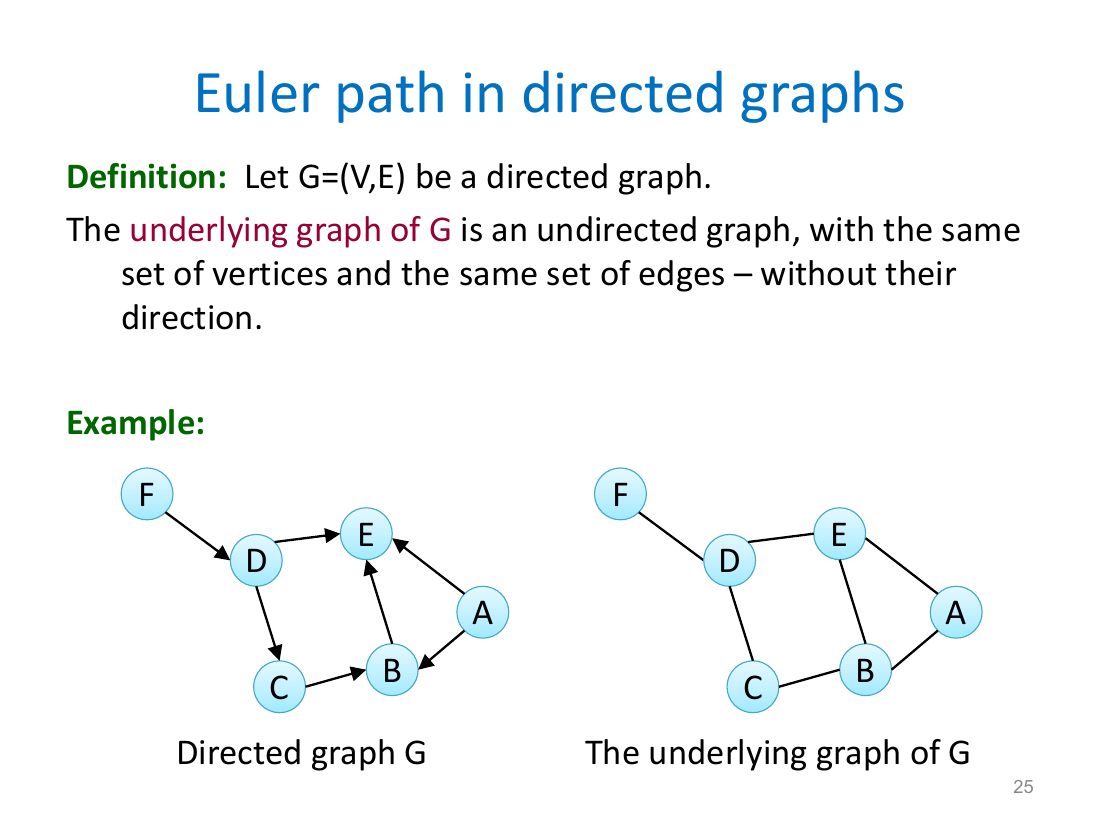 Euler path in directed graphs
Definition: Let G=(V,E) be a directed graph.
The underlying graph of G is an undirected graph, with the same
set of vertices and the same set of edges – without their
direction.
Example:
F
D
E
A
B
C
Directed graph G
F
D
E
A
B
C
The underlying graph of G
25